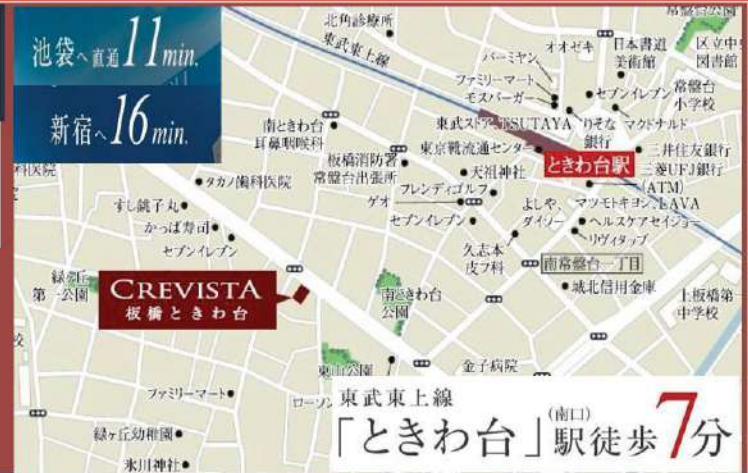 池袋へ直通11min.
新宿へ16min.
北角診療所
東武東上線
オオゼキ
日本書道
美術館
区立中央
図書館
常盤台公園
バーミヤン
ファミリーマート
モスバーガー
セブンイレブン
常盤台
小学校
東武ストア、TSUTAYA
りそな
銀行
マクドナルド
南ときわ台
耳鼻咽喉科
板橋消防署
常盤台出張所
東京靴流通センター
ときわ台駅
三井住友銀行
三菱UFJ銀行
(ATM)
天祖神社
フレンディゴルフ
ゲオ
セブンイレブン
よしや、
ダイソー
マツモトキヨシ、LAVA
ヘルスケアセイジョー
リヴィタップ
久志本
皮フ科
南常盤台一丁目
城北信用金庫
上板橋第一
中学校
科医院
タカノ歯科医院
すし銚子丸
かっぱ寿司
セブンイレブン
緑ヶ丘
第一公園
CREVISTA
板橋ときわ台
南ときわ台
公園
東山公園
金子病院
ローソン
校
ファミリーマート
緑ヶ丘幼稚園
氷川神社
東武東上線
「ときわ台」(南口)駅徒歩7分